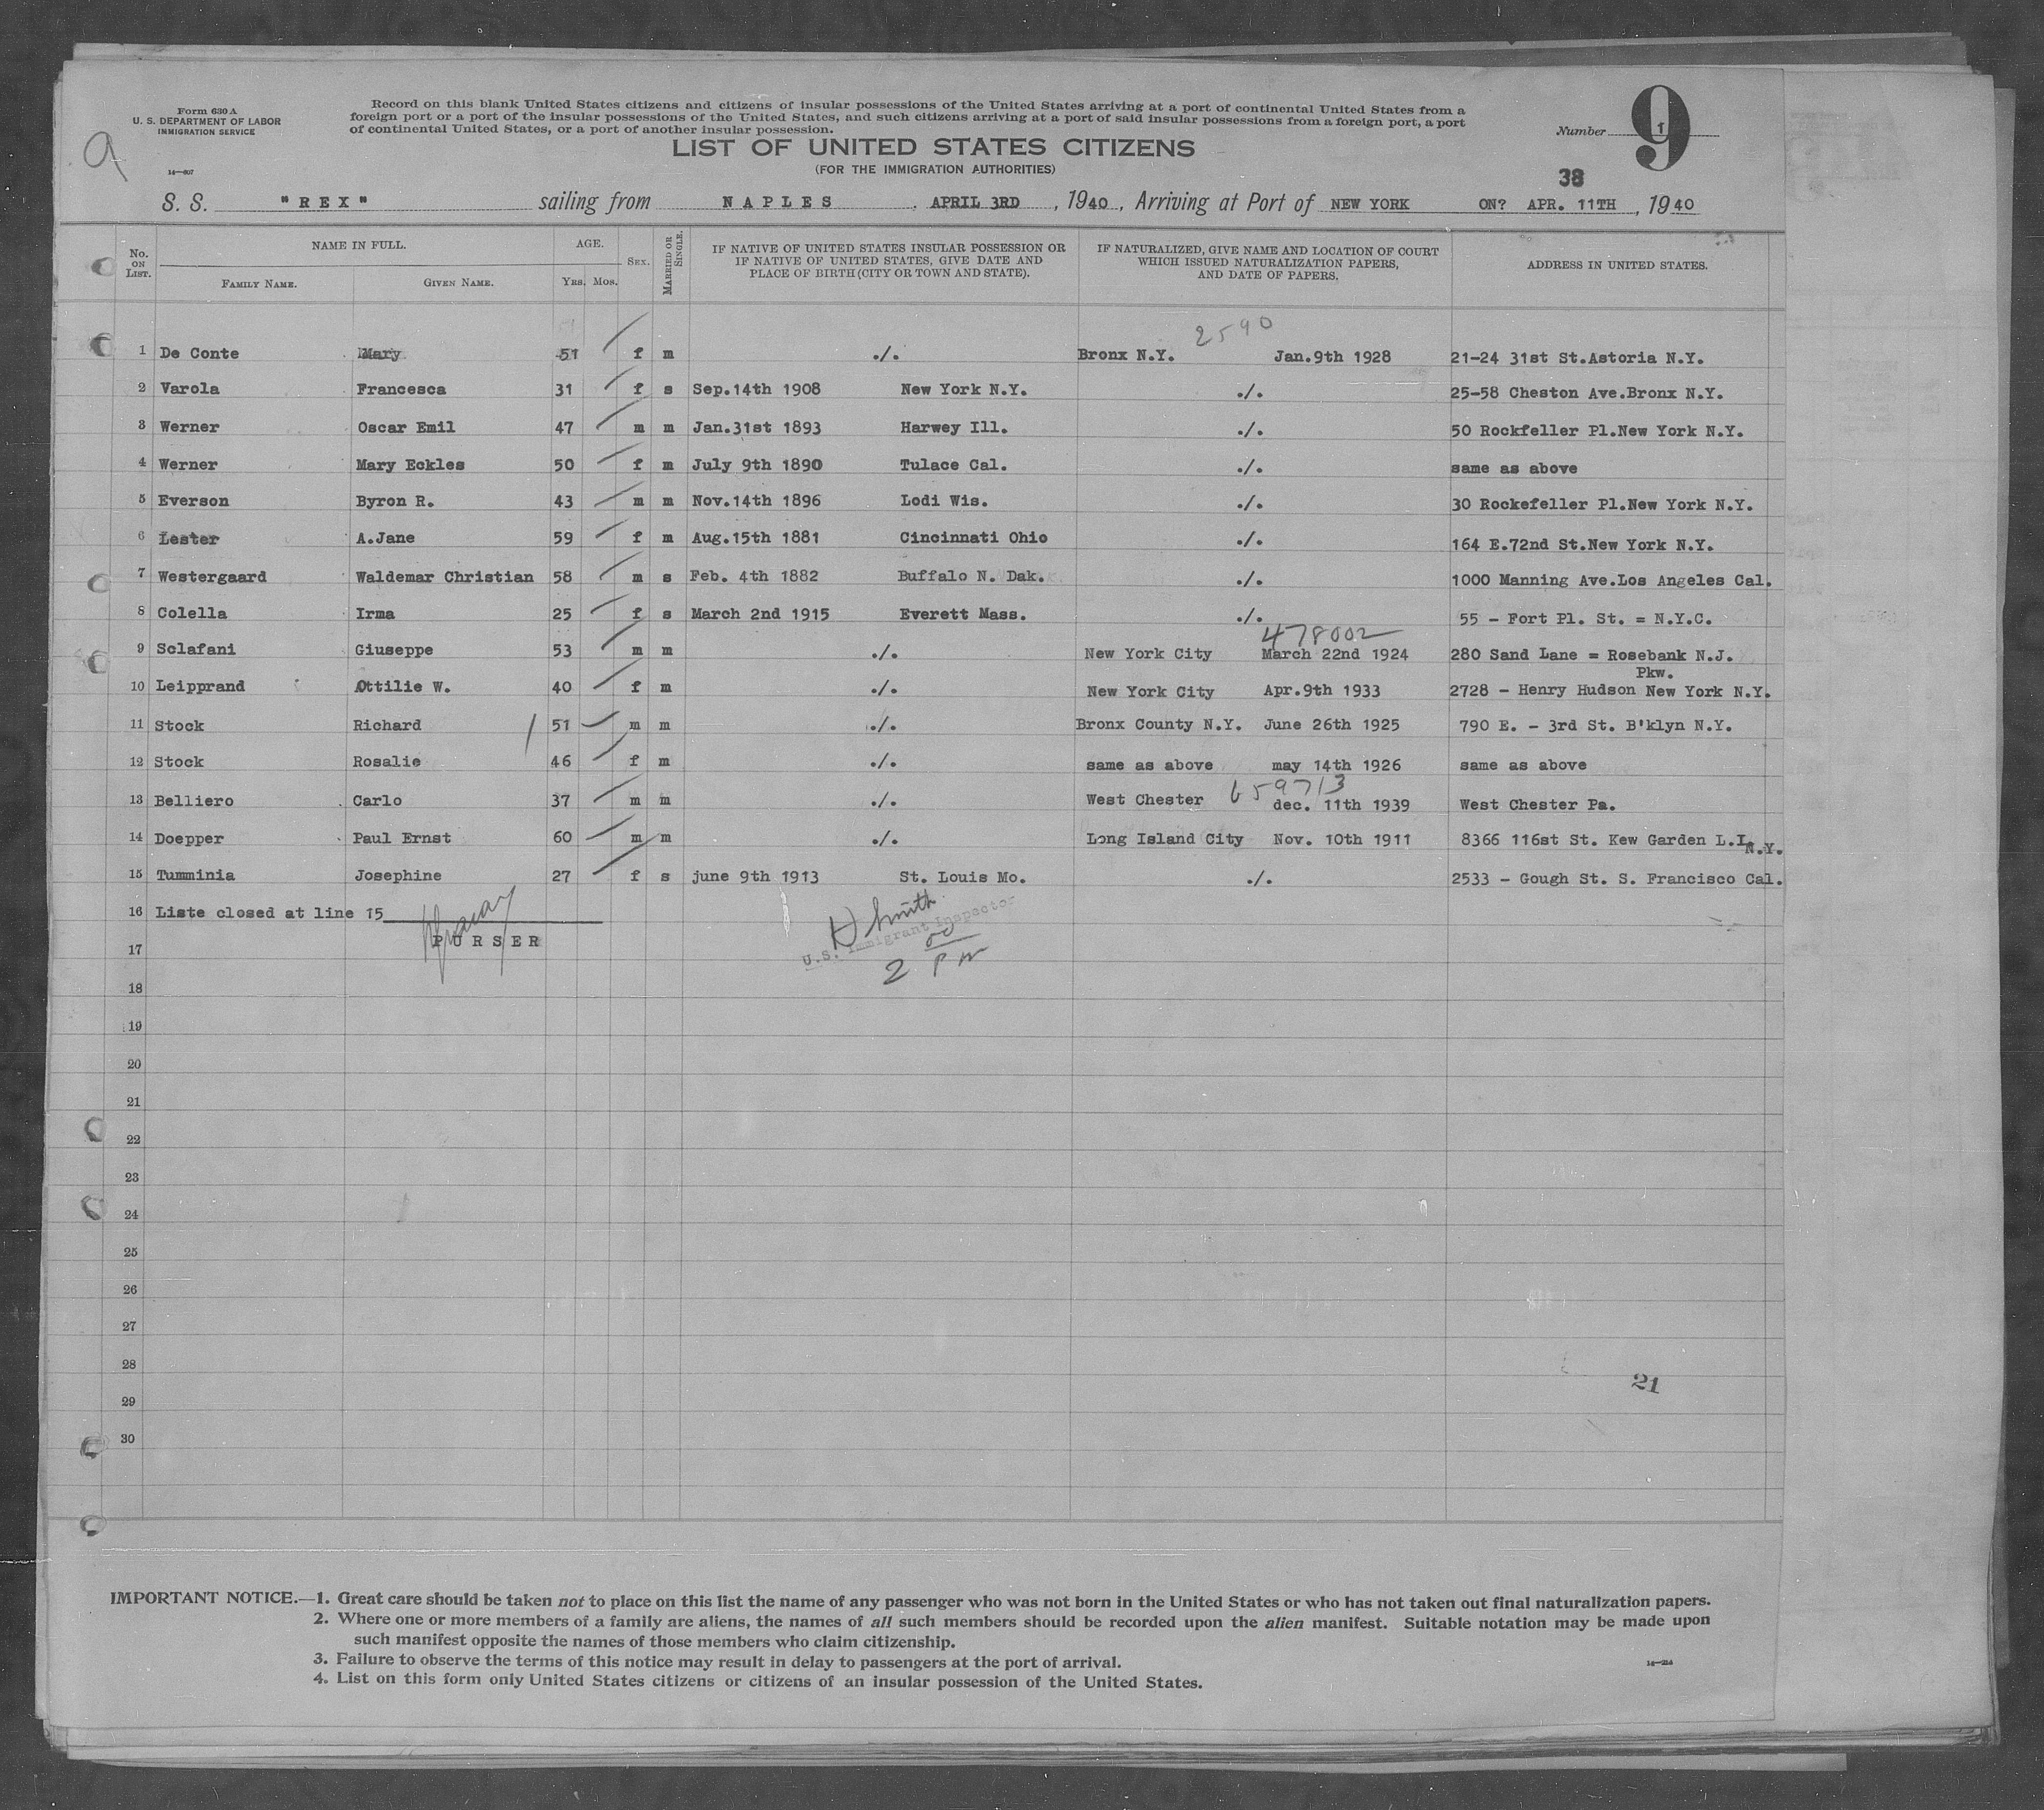 Form 630 A
U. S. DEPARTMENT OF LABOR
IMMIGRATION SERVICE
14—607
9
Record on this blank United States citizens and citizens of insular possessions of the United States arriving at a port of continental United States from a
foreign port or a port of the insular possessions of the United States, and such citizens arriving at a port of said insular possessions from a foreign port, a port
of continental United States, or a port of another insular possession.
Number 1
9
LIST OF UNITED STATES CITIZENS
(FOR THE IMMIGRATION AUTHORITIES)
38
S. S. "REX" sailing from NAPLES . APRIL 3RD , 1940 , Arriving at Port of NEW YORK ON? APR. 11TH , 1940
No. ON LIST. NAME IN FULL. AGE. SEX. MARRIED OR SINGLE. IF NATIVE OF UNITED STATES INSULAR POSSESSION OR IF NATIVE OF UNITED STATES, GIVE DATE AND PLACE OF BIRTH (CITY OR TOWN AND STATE). IF NATURALIZED, GIVE NAME AND LOCATION OF COURT WHICH ISSUED NATURALIZATION PAPERS, AND DATE OF PAPERS. ADDRESS IN UNITED STATES.
FAMILY NAME. GIVEN NAME. YRS. MOS.
2590
1 De Conte Mary 51 f m ./. Bronx N.Y. Jan.9th 1928 21-24 31st St.Astoria N.Y.
2 Varola Francesca 31 f s Sep.14th 1908 New York N.Y. ./. 25-58 Cheston Ave.Bronx N.Y.
3 Werner Oscar Emil 47 m m Jan.31st 1893 Harwey Ill. ./. 50 Rockfeller Pl.New York N.Y.
4 Werner Mary Eckles 50 f m July 9th 1890 Tulace Cal. ./. same as above
5 Everson Byron R. 43 m m Nov.14th 1896 Lodi Wis. ./. 30 Rockefeller Pl.New York N.Y.
6 Lester A.Jane 59 f m Aug.15th 1881 Cincinnati Ohio ./. 164 E.72nd St.New York N.Y.
7 Westergaard Waldemar Christian 58 m s Feb. 4th 1882 Buffalo N. Dak. ./. 1000 Manning Ave.Los Angeles Cal.
8 Colella Irma 25 f s March 2nd 1915 Everett Mass. ./. 55 - Fort Pl. St. = N.Y.C.
478002
9 Sclafani Giuseppe 53 m m ./. New York City March 22nd 1924 280 Sand Lane = Rosebank N.J.
Pkw.
10 Leipprand Ottilie W. 40 f m ./. New York City Apr.9th 1933 2728 - Henry Hudson New York N.Y.
11 Stock Richard 51 m m ./. Bronx County N.Y. June 26th 1925 790 E. - 3rd St. B'klyn N.Y.
12 Stock Rosalie 46 f m ./. same as above may 14th 1926 same as above
659713
13 Belliero Carlo 37 m m ./. West Chester dec. 11th 1939 West Chester Pa.
14 Doepper Paul Ernst 60 m m ./. Long Island City Nov. 10th 1911 8366 116st St. Kew Garden L.I. N.Y.
15 Tumminia Josephine 27 f s june 9th 1913 St. Louis Mo. ./. 2533 - Gough St. S. Francisco Cal.
16 Liste closed at line 15
PURSER
H Smith
U.S. Immigrant Inspector
2 00 PM
17
18
19
20
21
22
23
24
25
26
27
28
21
29
30
IMPORTANT NOTICE.—1. Great care should be taken not to place on this list the name of any passenger who was not born in the United States or who has not taken out final naturalization papers.
2. Where one or more members of a family are aliens, the names of all such members should be recorded upon the alien manifest. Suitable notation may be made upon
such manifest opposite the names of those members who claim citizenship.
3. Failure to observe the terms of this notice may result in delay to passengers at the port of arrival.
4. List on this form only United States citizens or citizens of an insular possession of the United States.